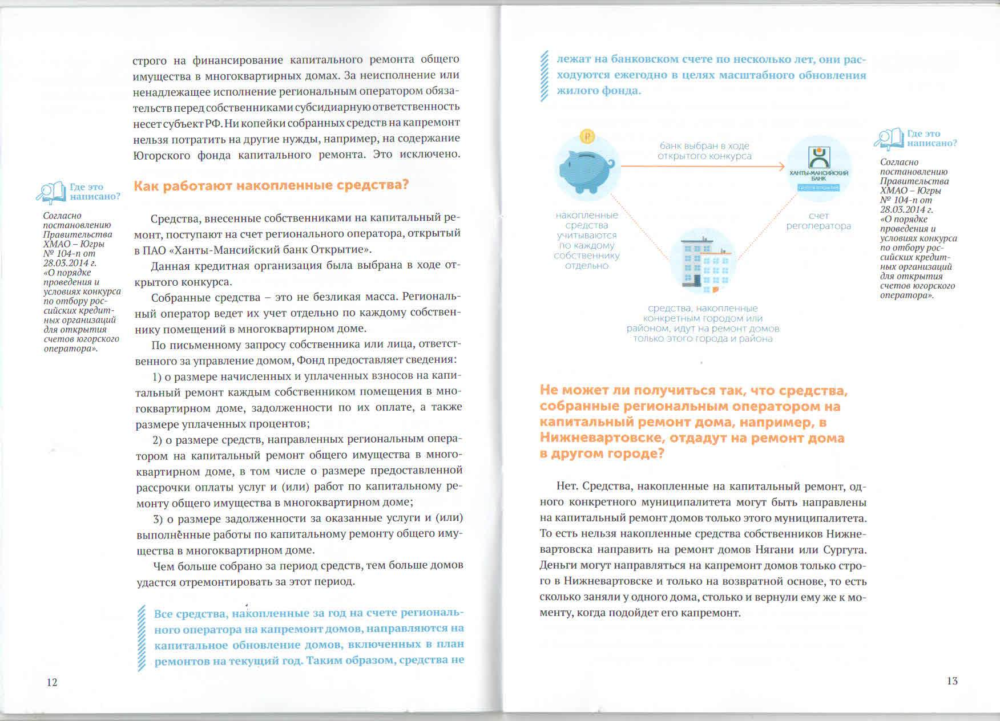 строго на финансирование капитального ремонта общего
имущества в многоквартирных домах. За неисполнение или
ненадлежащее исполнение региональным оператором обяза-
тельств перед собственниками субсидиарную ответственность
несет субъект РФ. Ни копейки собранных средств на капремонт
нельзя потратить на другие нужды, например, на содержание
Югорского фонда капитального ремонта. Это исключено.
Где это
написано?
Согласно
постановлению
Правительства
ХМАО – Югры
№ 104-п от
28.03.2014 г.
«О порядке
проведения и
условиях конкурса
по отбору рос-
сийских кредит-
ных организаций
для открытия
счетов югорского
оператора».
Как работают накопленные средства?
Средства, внесенные собственниками на капитальный ре-
монт, поступают на счет регионального оператора, открытый
в ПАО «Ханты-Мансийский банк Открытие».
Данная кредитная организация была выбрана в ходе от-
крытого конкурса.
Собранные средства – это не безликая масса. Региональ-
ный оператор ведет их учет отдельно по каждому собствен-
нику помещений в многоквартирном доме.
По письменному запросу собственника или лица, ответст-
венного за управление домом, Фонд предоставляет сведения:
1) о размере начисленных и уплаченных взносов на капи-
тальный ремонт каждым собственником помещения в мно-
гоквартирном доме, задолженности по их оплате, а также
размере уплаченных процентов;
2) о размере средств, направленных региональным опера-
тором на капитальный ремонт общего имущества в много-
квартирном доме, в том числе о размере предоставленной
рассрочки оплаты услуг и (или) работ по капитальному ре-
монту общего имущества в многоквартирном доме;
3) о размере задолженности за оказанные услуги и (или)
выполненные работы по капитальному ремонту общего иму-
щества в многоквартирном доме.
Чем больше собрано за период средств, тем больше домов
удастся отремонтировать за этот период.
Все средства, накопленные за год на счете региональ-
ного оператора на капремонт домов, направляются на
капитальное обновление домов, включенных в план
ремонтов на текущий год. Таким образом, средства не
12
лежат на банковском счете по несколько лет, они рас-
ходуются ежегодно в целях масштабного обновления
жилого фонда.
₽
банк выбран в ходе
открытого конкурса
ХАНТЫ-МАНСИЙСКИЙ
БАНК
группа открытие
накопленные
средства
учитываются
по каждому
собственнику
отдельно
счет
регоператора
средства, накопленные
конкретным городом или
районом, идут на ремонт домов
только этого города и района
Где это
написано?
Согласно
постановлению
Правительства
ХМАО – Югры
№ 104-п от
28.03.2014 г.
«О порядке
проведения и
условиях конкурса
по отбору рос-
сийских кредит-
ных организаций
для открытия
счетов югорского
оператора».
Не может ли получиться так, что средства,
собранные региональным оператором на
капитальный ремонт дома, например, в
Нижневартовске, отдадут на ремонт дома
в другом городе?
Нет. Средства, накопленные на капитальный ремонт, од-
ного конкретного муниципалитета могут быть направлены
на капитальный ремонт домов только этого муниципалитета.
То есть нельзя накопленные средства собственников Нижне-
вартовска направить на ремонт домов Нягани или Сургута.
Деньги могут направляться на капремонт домов только стро-
го в Нижневартовске и только на возвратной основе, то есть
сколько заняли у одного дома, столько и вернули ему же к мо-
менту, когда подойдет его капремонт.
13